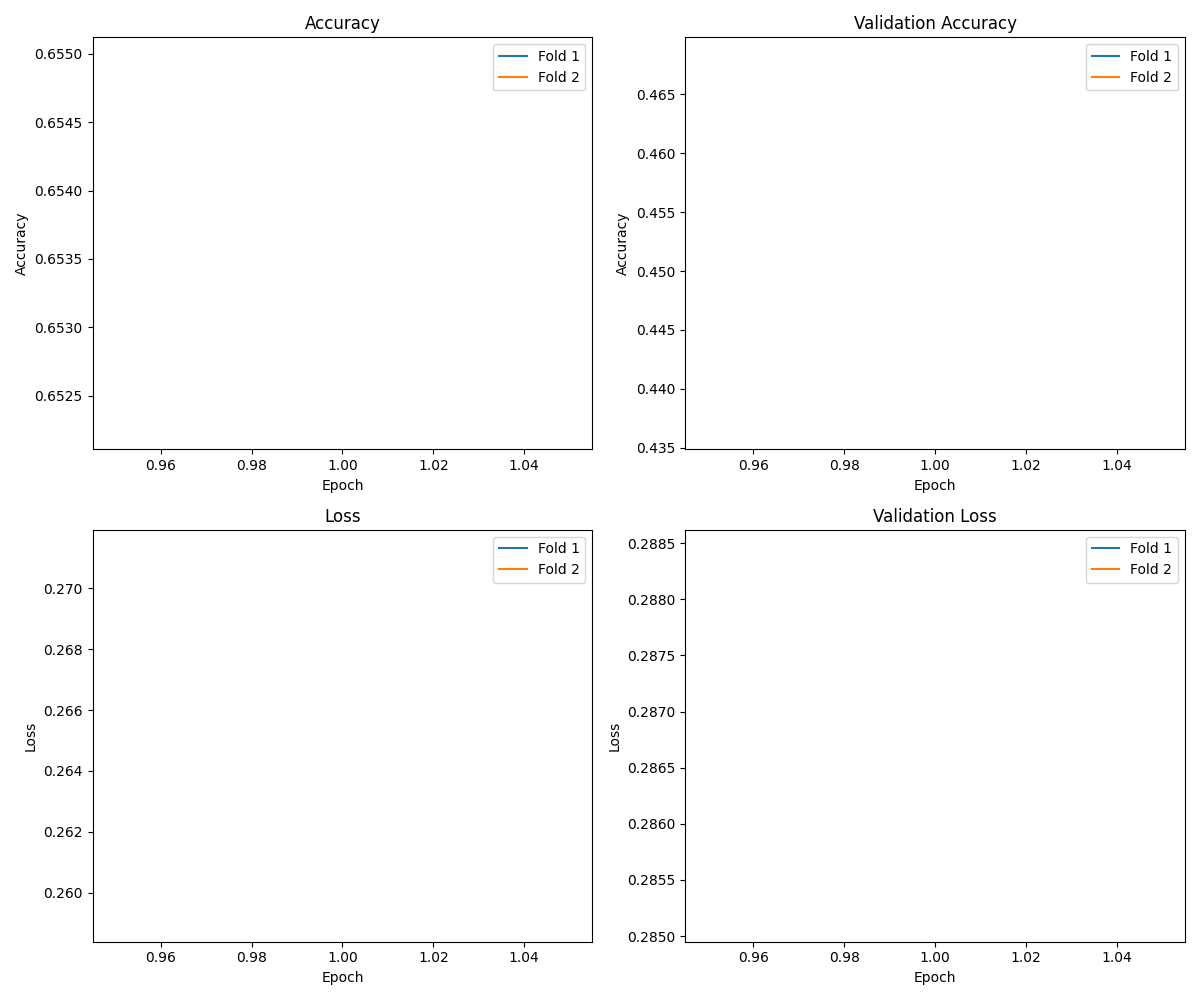 Accuracy
Fold 1
Fold 2
0.6550
0.6545
0.6540
0.6535
0.6530
0.6525
Accuracy
0.96 0.98 1.00 1.02 1.04
Epoch
Validation Accuracy
Fold 1
Fold 2
0.465
0.460
0.455
0.450
0.445
0.440
0.435
Accuracy
0.96 0.98 1.00 1.02 1.04
Epoch
Loss
Fold 1
Fold 2
0.270
0.268
0.266
0.264
0.262
0.260
Loss
0.96 0.98 1.00 1.02 1.04
Epoch
Validation Loss
Fold 1
Fold 2
0.2885
0.2880
0.2875
0.2870
0.2865
0.2860
0.2855
0.2850
Loss
0.96 0.98 1.00 1.02 1.04
Epoch